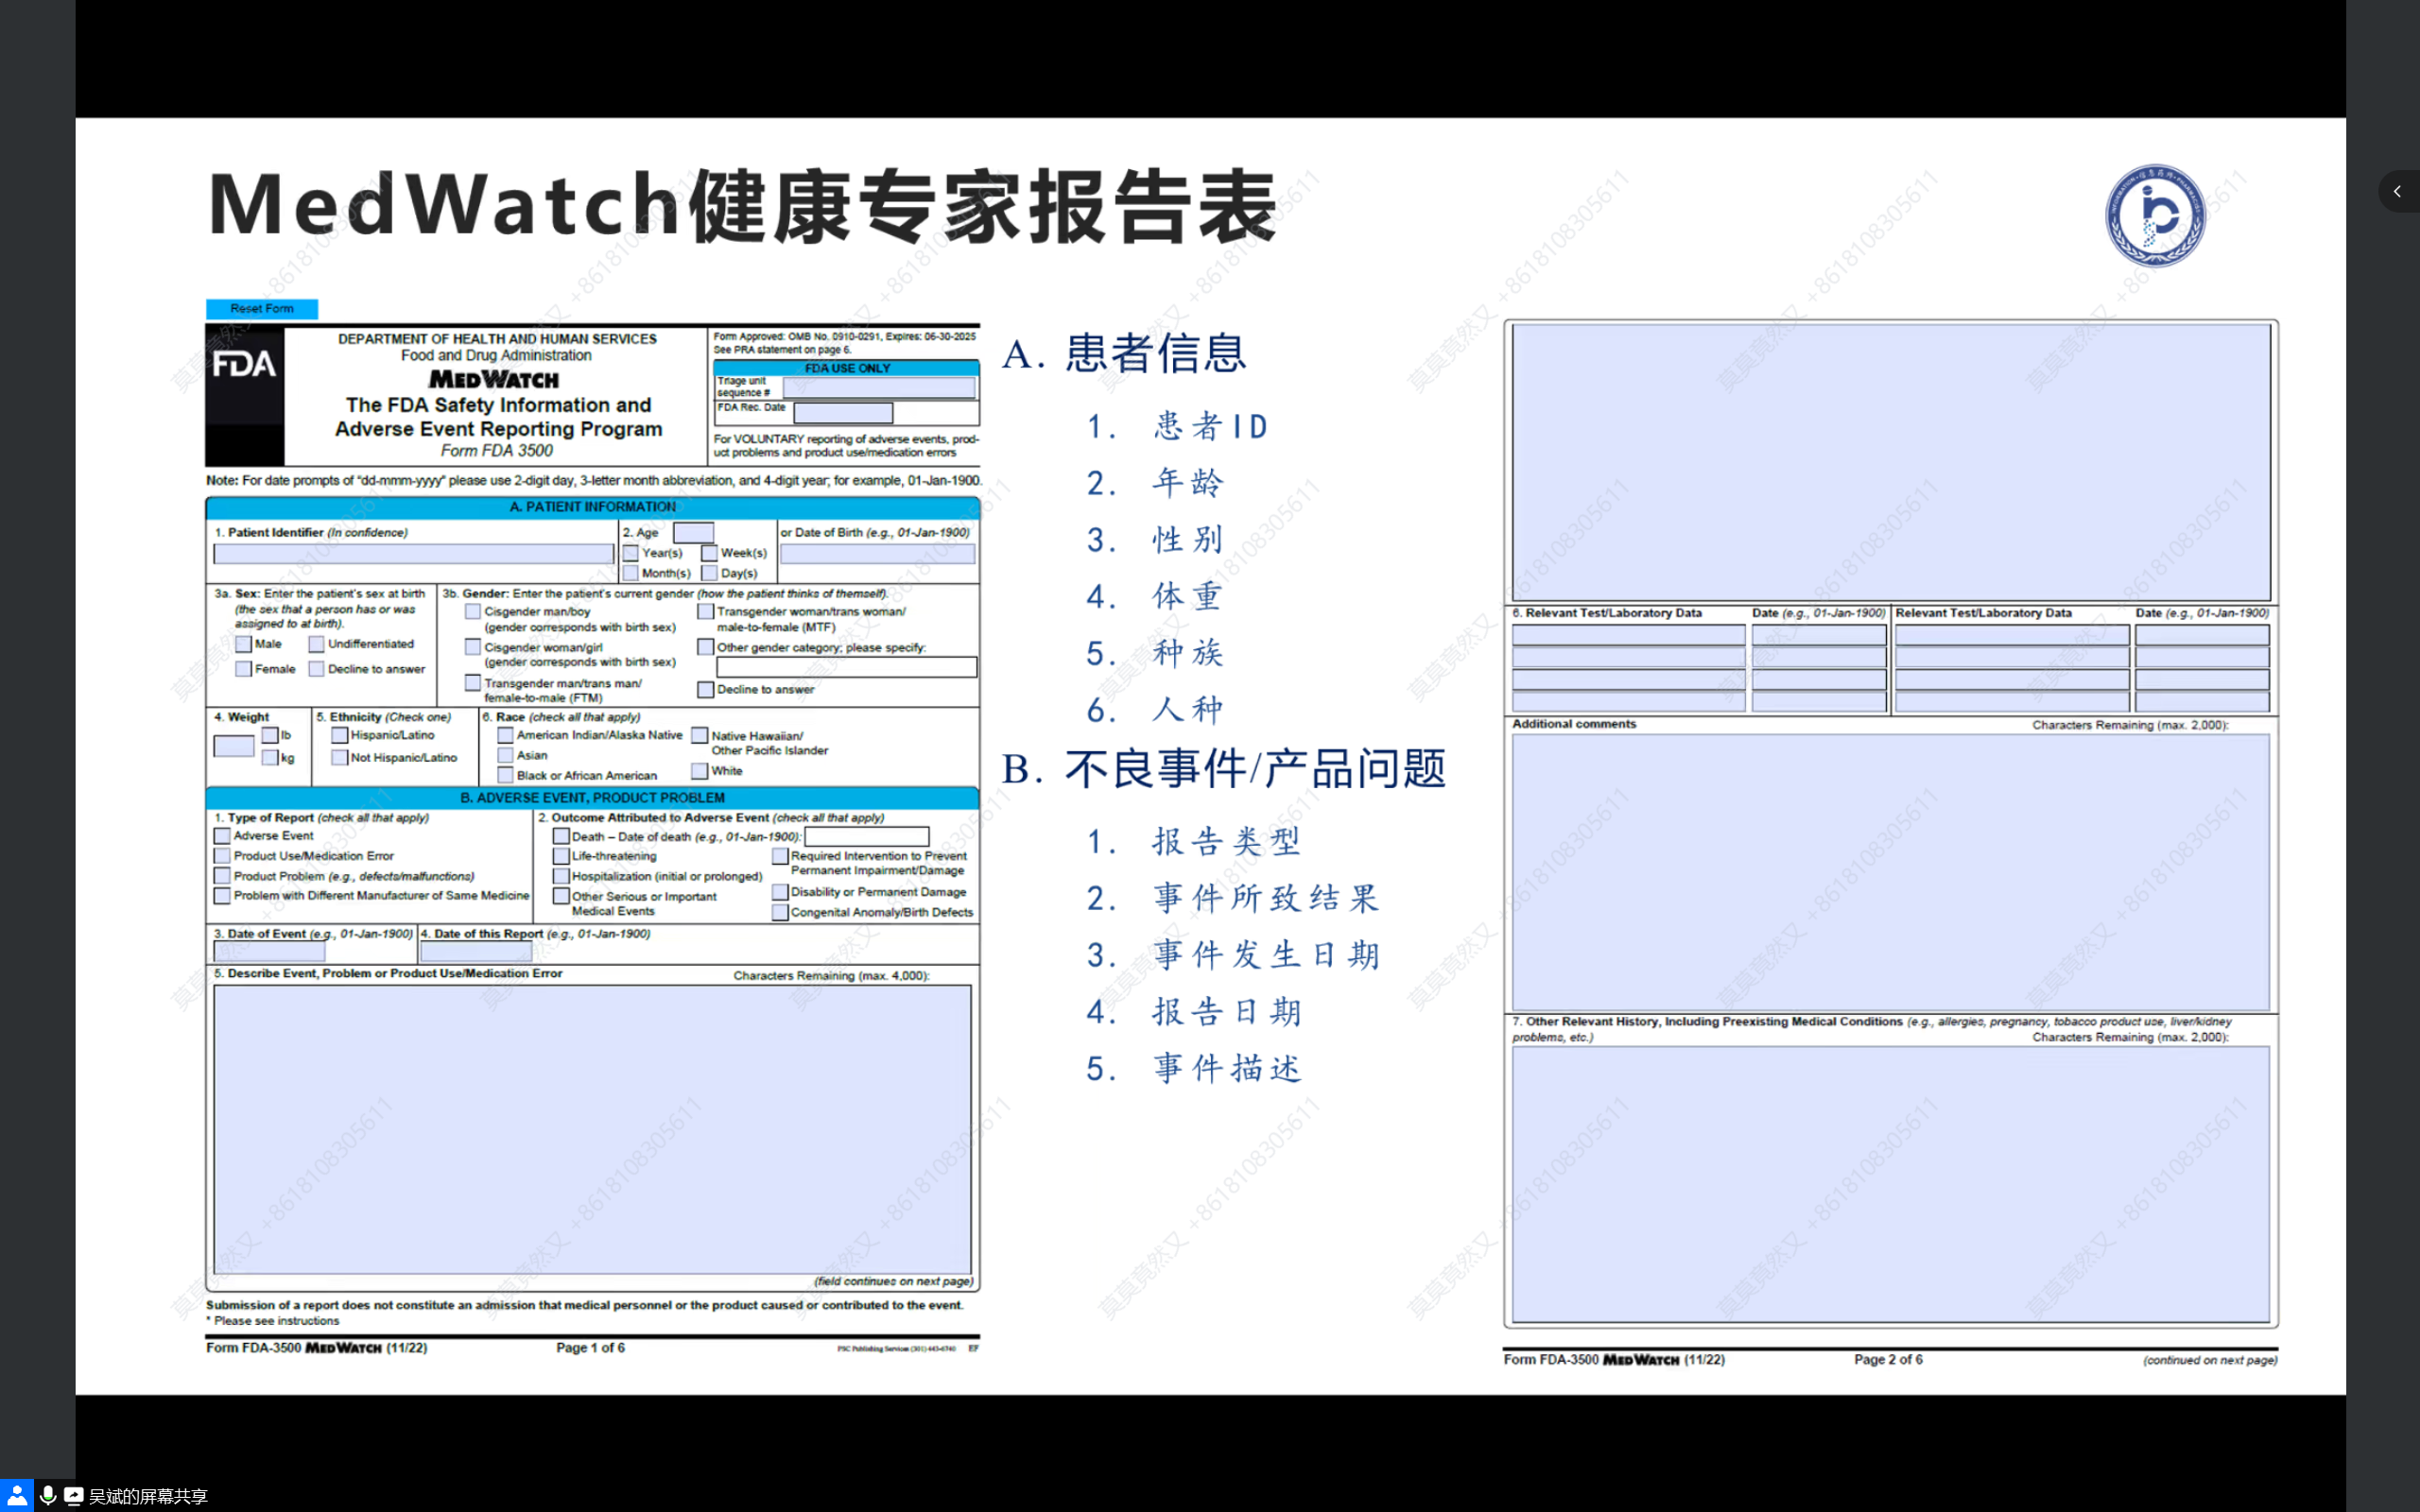 MedWatch健康专家报告表
Reset Form
FDA
DEPARTMENT OF HEALTH AND HUMAN SERVICES
Food and Drug Administration
MEDWATCH
The FDA Safety Information and
Adverse Event Reporting Program
Form FDA 3500
Form Approved: OMB No. 0910-0291, Expires: 06-30-2025
See PRA statement on page 6.
FDA USE ONLY
Triage unit
sequence #
FDA Rec. Date
For VOLUNTARY reporting of adverse events, prod-
uct problems and product use/medication errors
Note: For date prompts of "dd-mmm-yyyy" please use 2-digit day, 3-letter month abbreviation, and 4-digit year; for example, 01-Jan-1900.
A. PATIENT INFORMATION
1. Patient Identifier (In confidence)
2. Age
Year(s) Week(s)
Month(s) Day(s)
or Date of Birth (e.g., 01-Jan-1900)
3a. Sex: Enter the patient's sex at birth
(the sex that a person has or was
assigned to at birth).
Male Undifferentiated
Female Decline to answer
3b. Gender: Enter the patient's current gender (how the patient thinks of themself).
Cisgender man/boy
(gender corresponds with birth sex)
Cisgender woman/girl
(gender corresponds with birth sex)
Transgender man/trans man/
female-to-male (FTM)
Transgender woman/trans woman/
male-to-female (MTF)
Other gender category; please specify:
Decline to answer
4. Weight
lb
kg
5. Ethnicity (Check one)
Hispanic/Latino
Not Hispanic/Latino
6. Race (check all that apply)
American Indian/Alaska Native
Asian
Black or African American
Native Hawaiian/
Other Pacific Islander
White
B. ADVERSE EVENT, PRODUCT PROBLEM
1. Type of Report (check all that apply)
Adverse Event
Product Use/Medication Error
Product Problem (e.g., defects/malfunctions)
Problem with Different Manufacturer of Same Medicine
2. Outcome Attributed to Adverse Event (check all that apply)
Death – Date of death (e.g., 01-Jan-1900):
Life-threatening
Hospitalization (initial or prolonged)
Other Serious or Important
Medical Events
Required Intervention to Prevent
Permanent Impairment/Damage
Disability or Permanent Damage
Congenital Anomaly/Birth Defects
3. Date of Event (e.g., 01-Jan-1900)
4. Date of this Report (e.g., 01-Jan-1900)
5. Describe Event, Problem or Product Use/Medication Error
Characters Remaining (max. 4,000):
(field continues on next page)
Submission of a report does not constitute an admission that medical personnel or the product caused or contributed to the event.
* Please see instructions
Form FDA-3500 MEDWATCH (11/22) Page 1 of 6 PSC Publishing Services (301) 443-6740 EF
A. 患者信息
1. 患者ID
2. 年龄
3. 性别
4. 体重
5. 种族
6. 人种
B. 不良事件/产品问题
1. 报告类型
2. 事件所致结果
3. 事件发生日期
4. 报告日期
5. 事件描述
6. Relevant Test/Laboratory Data Date (e.g., 01-Jan-1900) Relevant Test/Laboratory Data Date (e.g., 01-Jan-1900)
Additional comments Characters Remaining (max. 2,000):
7. Other Relevant History, Including Preexisting Medical Conditions (e.g., allergies, pregnancy, tobacco product use, liver/kidney
problems, etc.) Characters Remaining (max. 2,000):
Form FDA-3500 MEDWATCH (11/22) Page 2 of 6 (continued on next page)
莫莫竟然又 +8618108305611
吴斌的屏幕共享